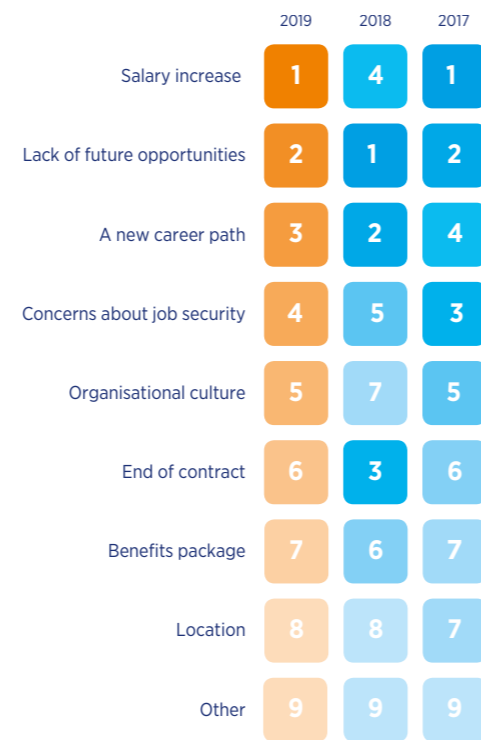 2019 2018 2017
Salary increase 1 4 1
Lack of future opportunities 2 1 2
A new career path 3 2 4
Concerns about job security 4 5 3
Organisational culture 5 7 5
End of contract 6 3 6
Benefits package 7 6 7
Location 8 8 7
Other 9 9 9